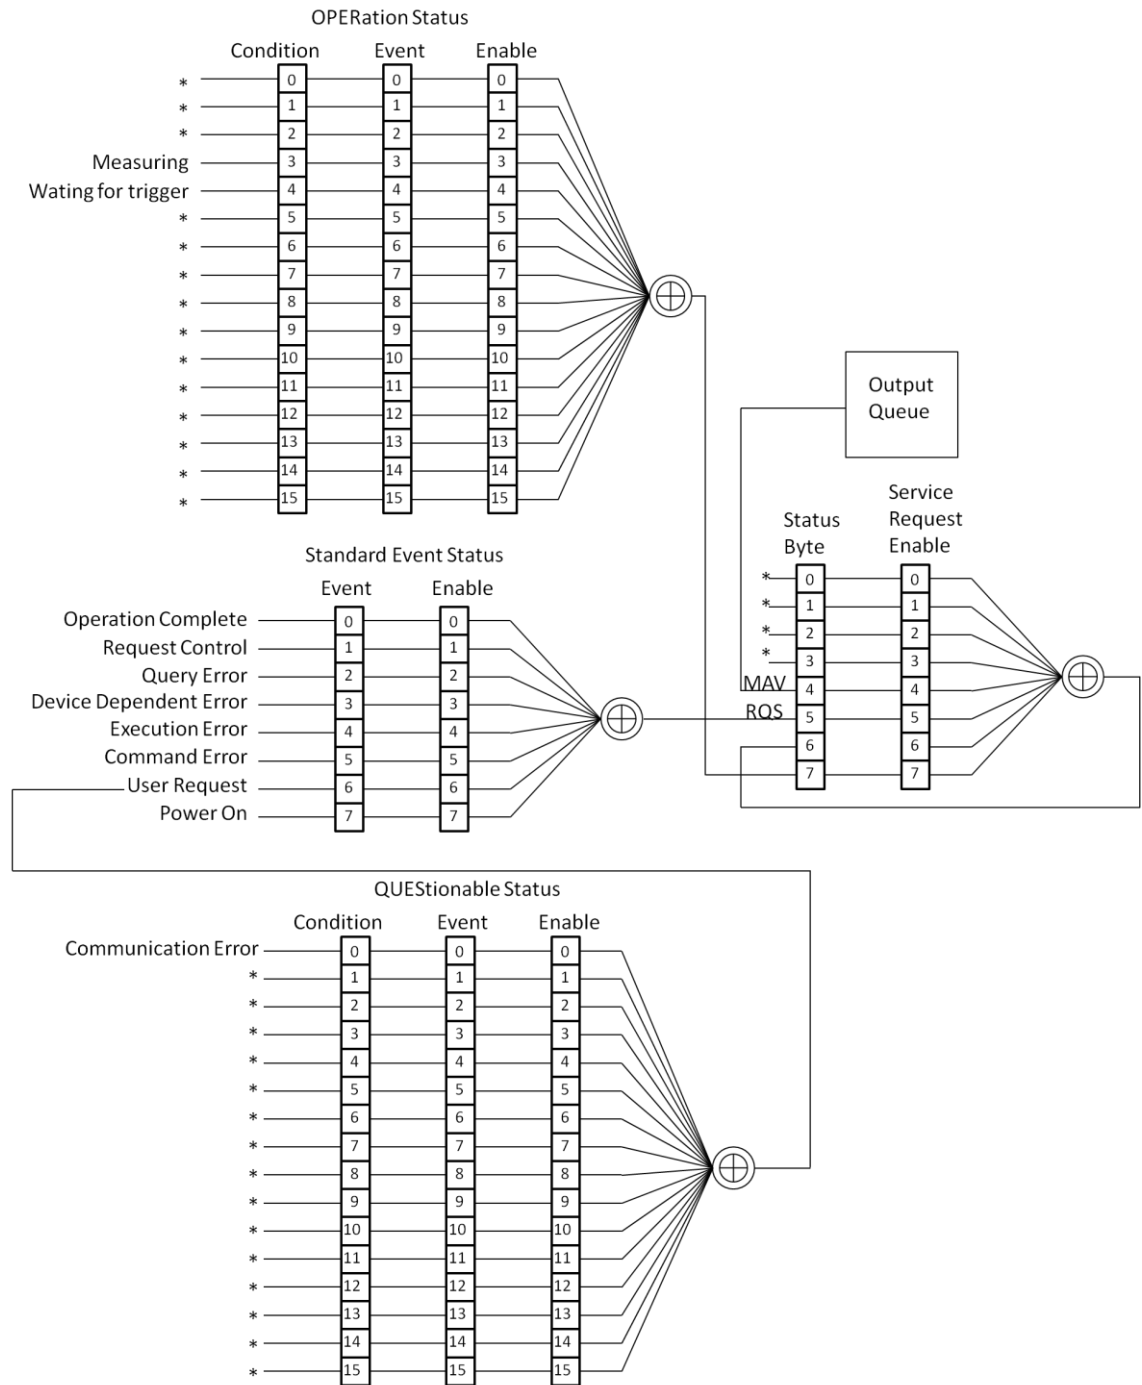 OPERation Status
Condition Event Enable
* 0 0 0
* 1 1 1
* 2 2 2
Measuring 3 3 3
Wating for trigger 4 4 4
* 5 5 5
* 6 6 6
* 7 7 7
* 8 8 8
* 9 9 9
* 10 10 10
* 11 11 11
* 12 12 12
* 13 13 13
* 14 14 14
* 15 15 15
Output
Queue
Status
Byte
Service
Request
Enable
* 0 0
* 1 1
* 2 2
* 3 3
MAV 4 4
RQS 5 5
6 6
7 7
Standard Event Status
Event Enable
Operation Complete 0 0
Request Control 1 1
Query Error 2 2
Device Dependent Error 3 3
Execution Error 4 4
Command Error 5 5
User Request 6 6
Power On 7 7
QUEStionable Status
Condition Event Enable
Communication Error 0 0 0
* 1 1 1
* 2 2 2
* 3 3 3
* 4 4 4
* 5 5 5
* 6 6 6
* 7 7 7
* 8 8 8
* 9 9 9
* 10 10 10
* 11 11 11
* 12 12 12
* 13 13 13
* 14 14 14
* 15 15 15